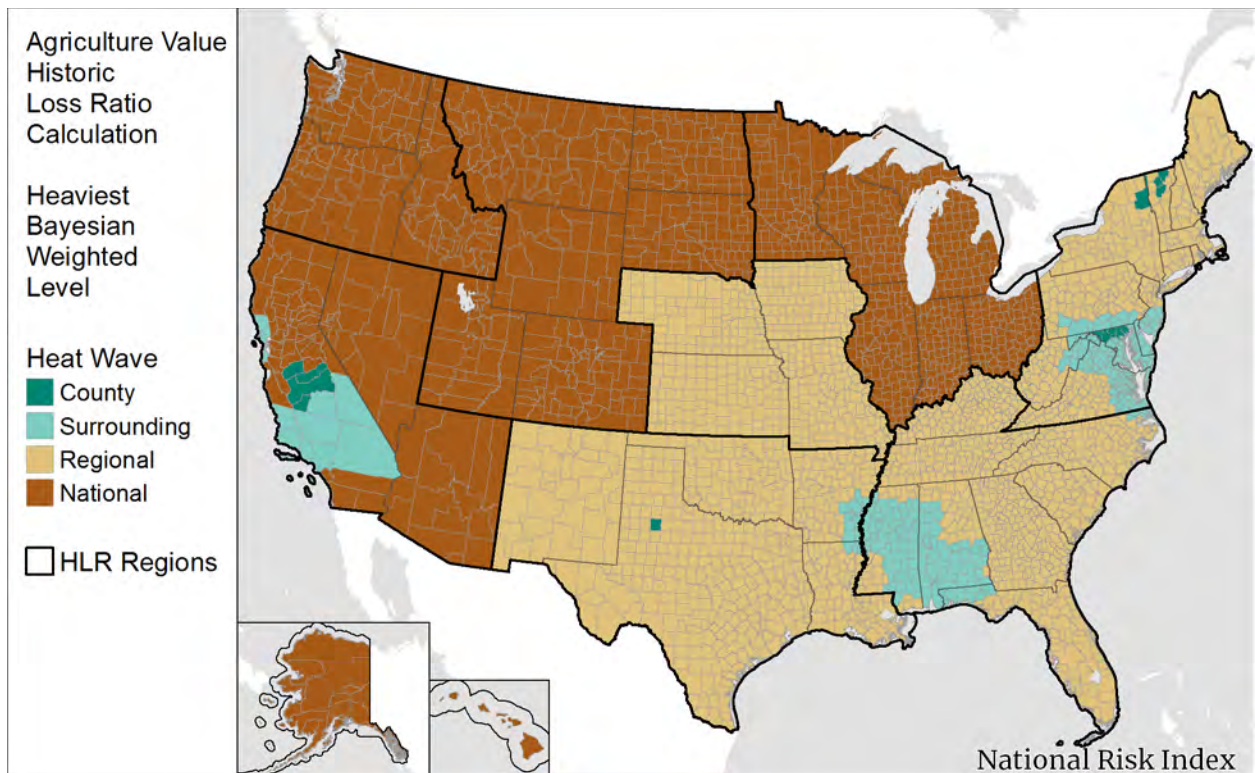 Agriculture Value
Historic
Loss Ratio
Calculation
Heaviest
Bayesian
Weighted
Level
Heat Wave
County
Surrounding
Regional
National
HLR Regions
National Risk Index